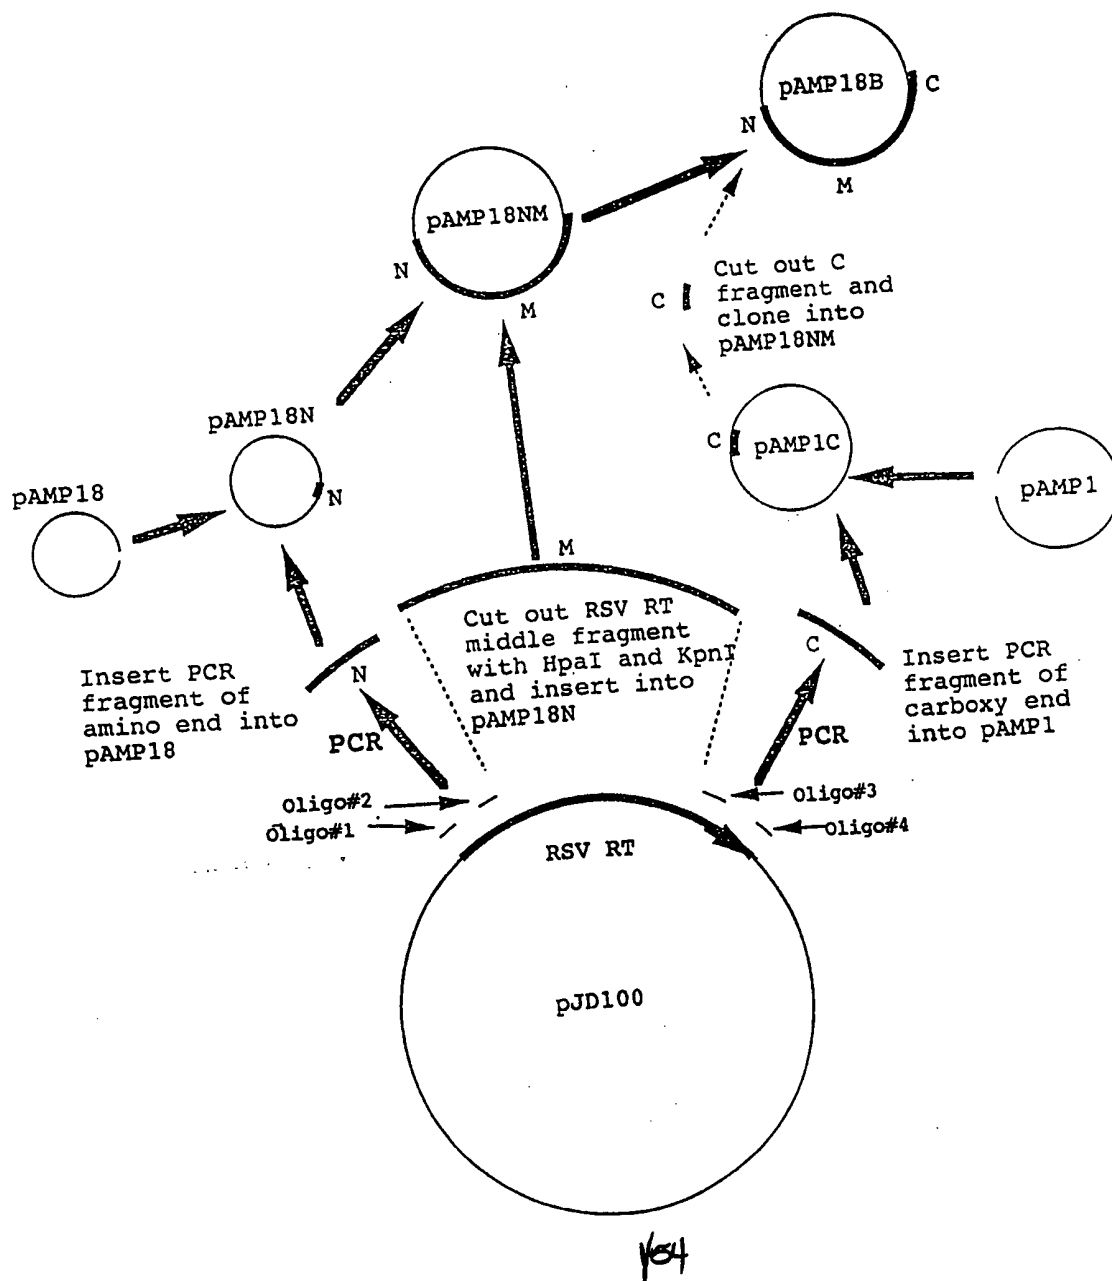 pAMP18B
C
N
M
pAMP18NM
N
M
Cut out C
fragment and
clone into
pAMP18NM
C
pAMP18N
N
pAMP18
C
pAMP1C
pAMP1
M
Cut out RSV RT
middle fragment
with HpaI and KpnI
and insert into
pAMP18N
N
C
Insert PCR
fragment of
amino end into
pAMP18
Insert PCR
fragment of
carboxy end
into pAMP1
PCR
PCR
Oligo#2
Oligo#1
Oligo#3
Oligo#4
RSV RT
pJD100